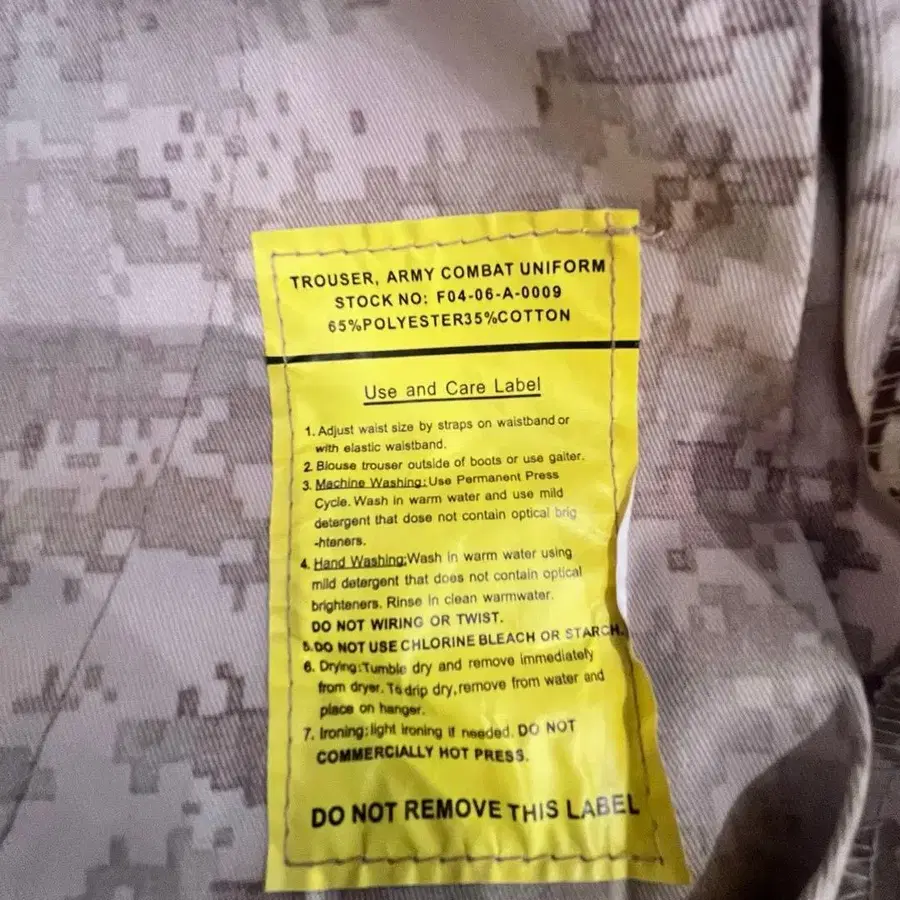 TROUSER, ARMY COMBAT UNIFORM
STOCK NO: F04-06-A-0009
65%POLYESTER35%COTTON
Use and Care Label
1. Adjust waist size by straps on waistband or
with elastic waistband.
2. Blouse trouser outside of boots or use gaiter.
3. Machine Washing:Use Permanent Press
Cycle. Wash in warm water and use mild
detergent that dose not contain optical brig
-hteners.
4. Hand Washing:Wash in warm water using
mild detergent that does not contain optical
brighteners. Rinse in clean warmwater.
DO NOT WIRING OR TWIST.
5.DO NOT USE CHLORINE BLEACH OR STARCH.
6. Drying:Tumble dry and remove immediately
from dryer. To drip dry,remove from water and
place on hanger.
7. Ironing:light ironing if needed. DO NOT
COMMERCIALLY HOT PRESS.
DO NOT REMOVE THIS LABEL